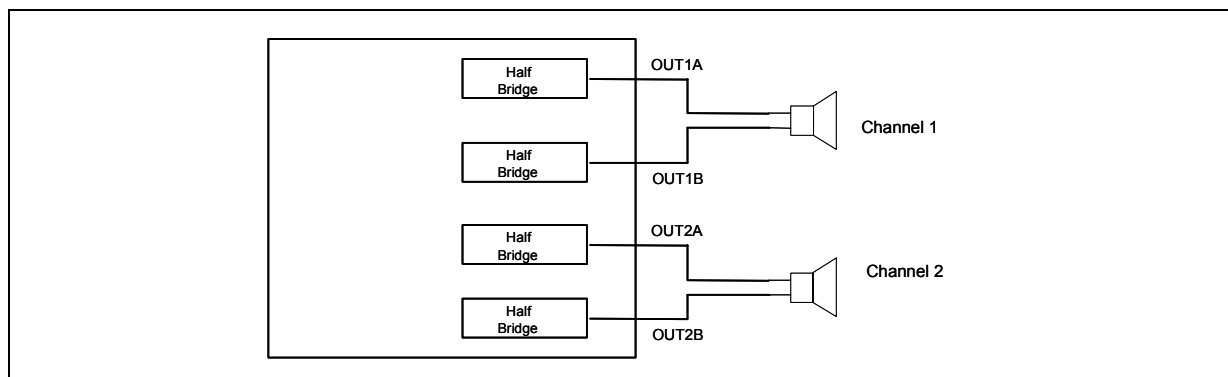 Half
Bridge
OUT1A
Channel 1
Half
Bridge
OUT1B
Half
Bridge
OUT2A
Channel 2
Half
Bridge
OUT2B